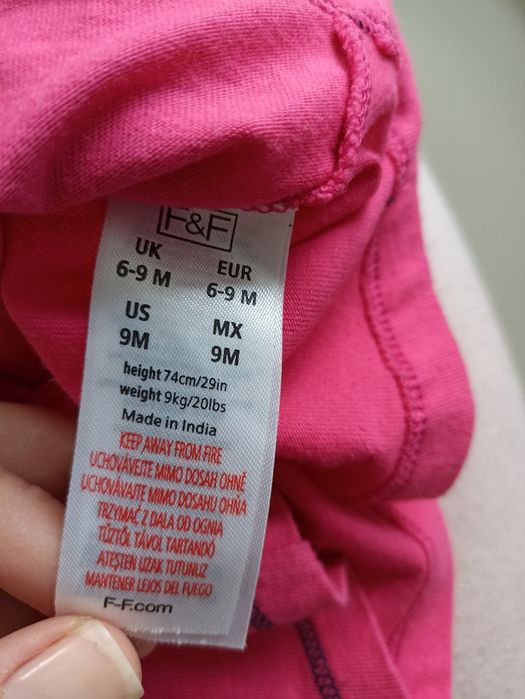 F&F
UK
6-9 M
EUR
6-9 M
US
9M
MX
9M
height 74cm/29in
weight 9kg/20lbs
Made in India
KEEP AWAY FROM FIRE
UCHOVÁVEJTE MIMO DOSAH OHNĚ
UCHOVÁVAJTE MIMO DOSAHU OHŇA
TRZYMAĆ Z DALA OD OGNIA
TŰZTŐL TÁVOL TARTANDÓ
ATEŞTEN UZAK TUTUNUZ
MANTENER LEJOS DEL FUEGO
F-F.com